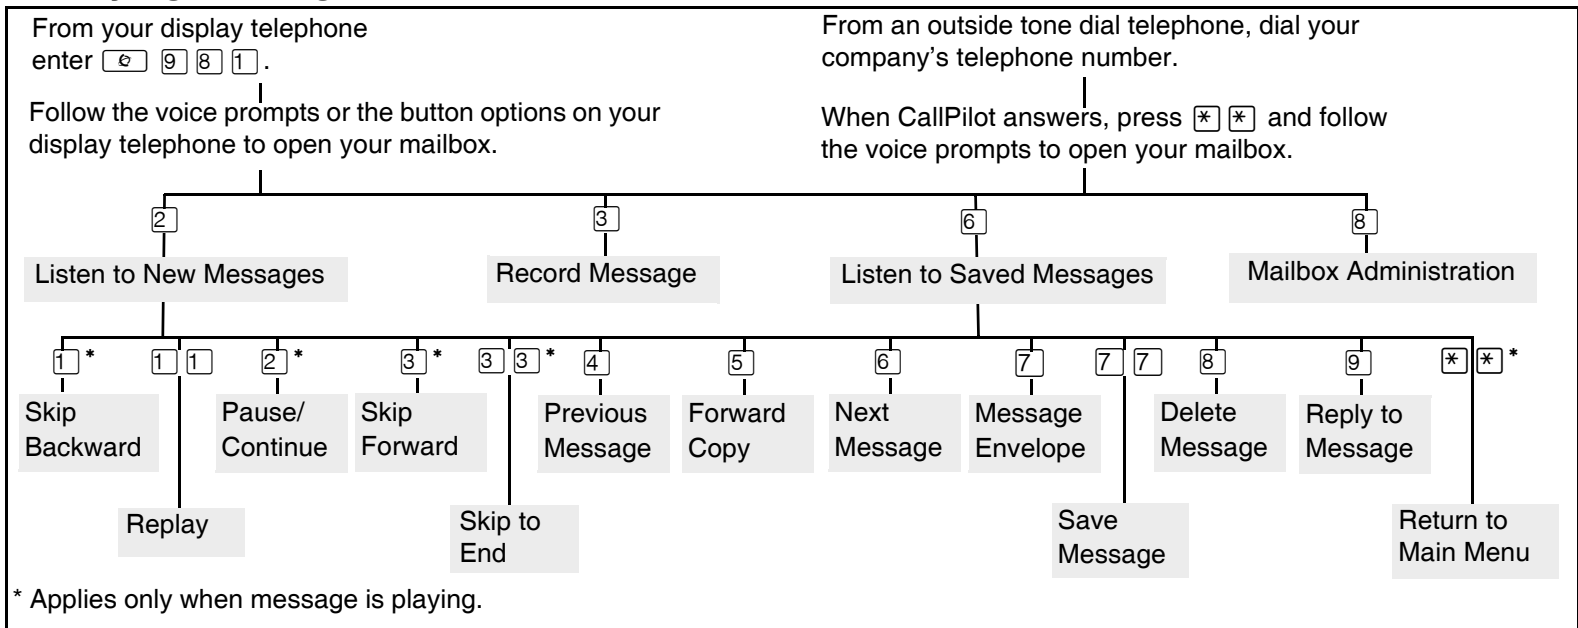 From your display telephone
enter 9 8 1 .
Follow the voice prompts or the button options on your
display telephone to open your mailbox.
From an outside tone dial telephone, dial your
company's telephone number.
When CallPilot answers, press * * and follow
the voice prompts to open your mailbox.
2
Listen to New Messages
3
Record Message
6
Listen to Saved Messages
8
Mailbox Administration
1 *
Skip
Backward
1 1
Replay
2 *
Pause/
Continue
3 *
Skip
Forward
3 3 *
Skip to
End
4
Previous
Message
5
Forward
Copy
6
Next
Message
7
Message
Envelope
7 7
Save
Message
8
Delete
Message
9
Reply to
Message
* * *
Return to
Main Menu
* Applies only when message is playing.